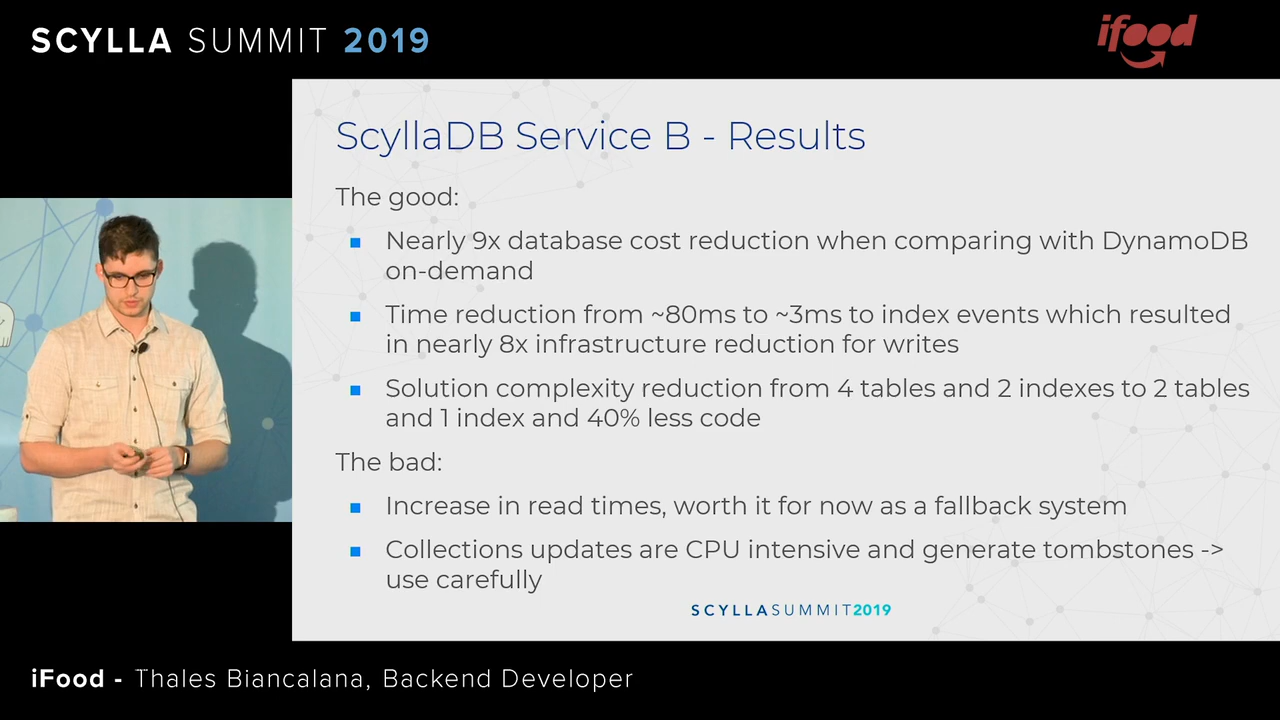 SCYLLA SUMMIT 2019
ifood
ScyllaDB Service B - Results
The good:
Nearly 9x database cost reduction when comparing with DynamoDB
on-demand
Time reduction from ~80ms to ~3ms to index events which resulted
in nearly 8x infrastructure reduction for writes
Solution complexity reduction from 4 tables and 2 indexes to 2 tables
and 1 index and 40% less code
The bad:
Increase in read times, worth it for now as a fallback system
Collections updates are CPU intensive and generate tombstones ->
use carefully
SCYLLASUMMIT2019
iFood - Thales Biancalana, Backend Developer